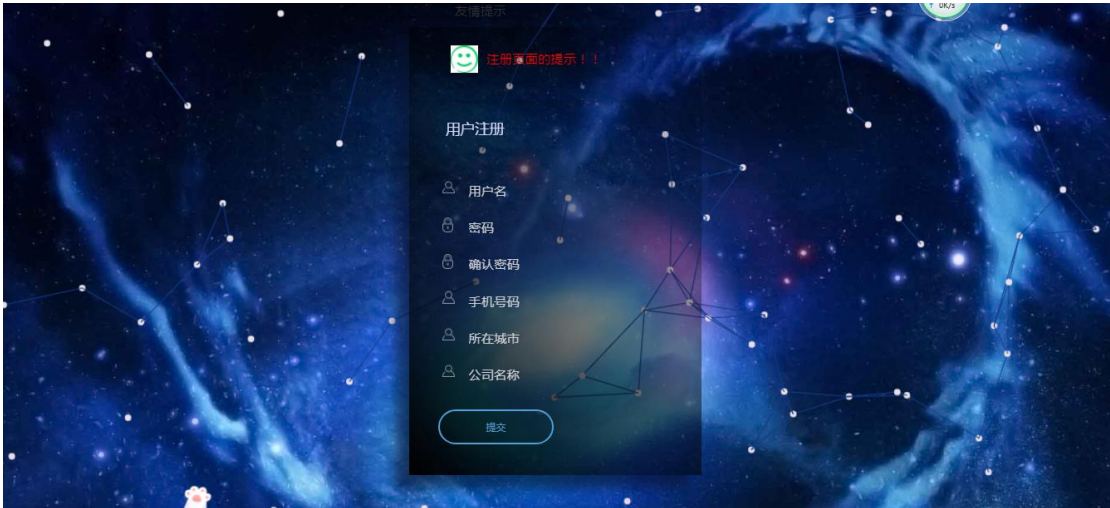 ↑ 0K/s
友情提示
注册页面的提示！！
用户注册
用户名
密码
确认密码
手机号码
所在城市
公司名称
提交